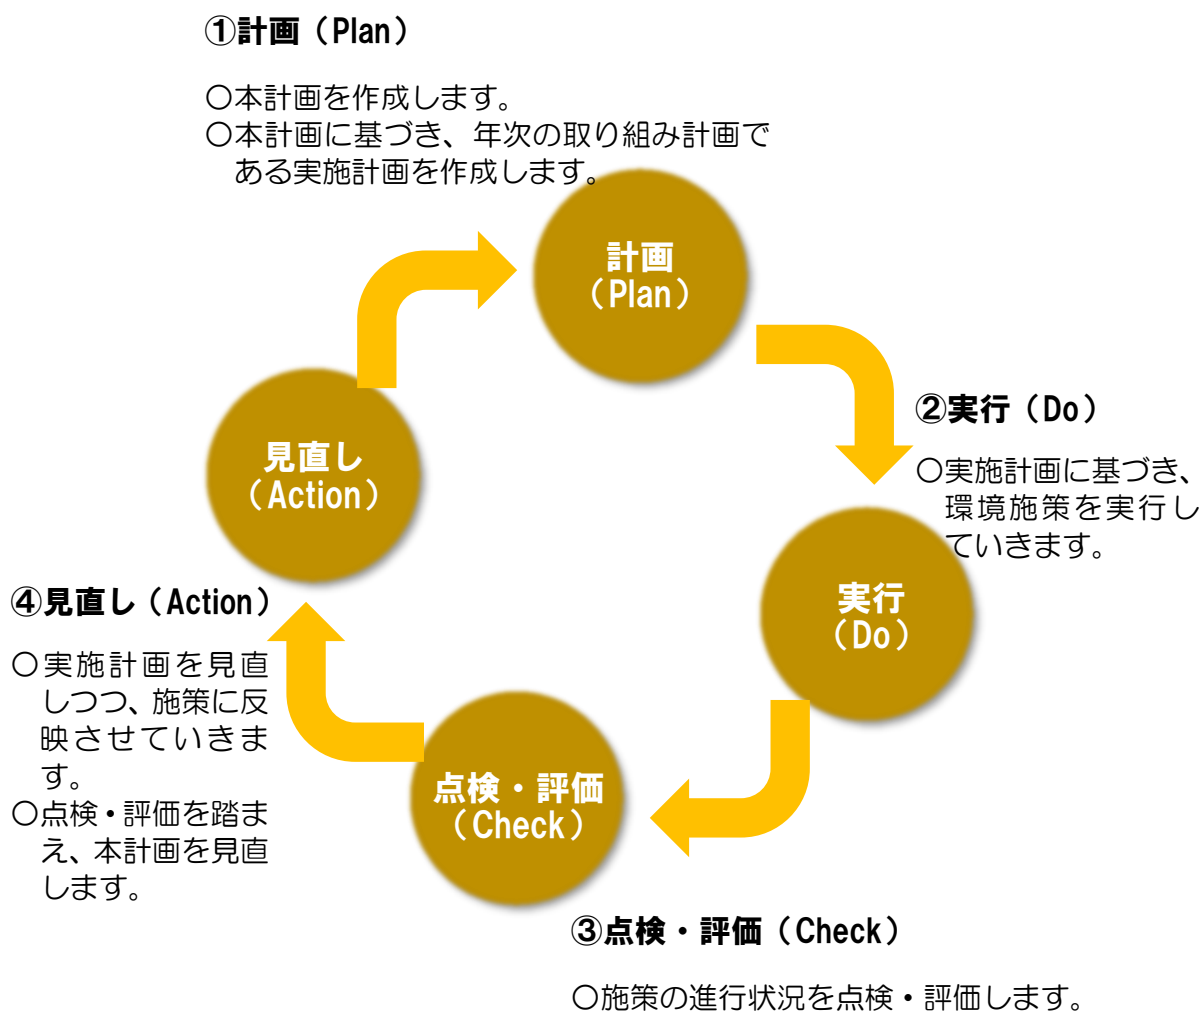 ①計画（Plan）
○本計画を作成します。
○本計画に基づき、年次の取り組み計画で
ある実施計画を作成します。
計画
（Plan）
②実行（Do）
○実施計画に基づき、
環境施策を実行し
ていきます。
実行
（Do）
見直し
（Action）
④見直し（Action）
○実施計画を見直
しつつ、施策に反
映させていきま
す。
○点検・評価を踏ま
え、本計画を見直
します。
点検・評価
（Check）
③点検・評価（Check）
○施策の進行状況を点検・評価します。